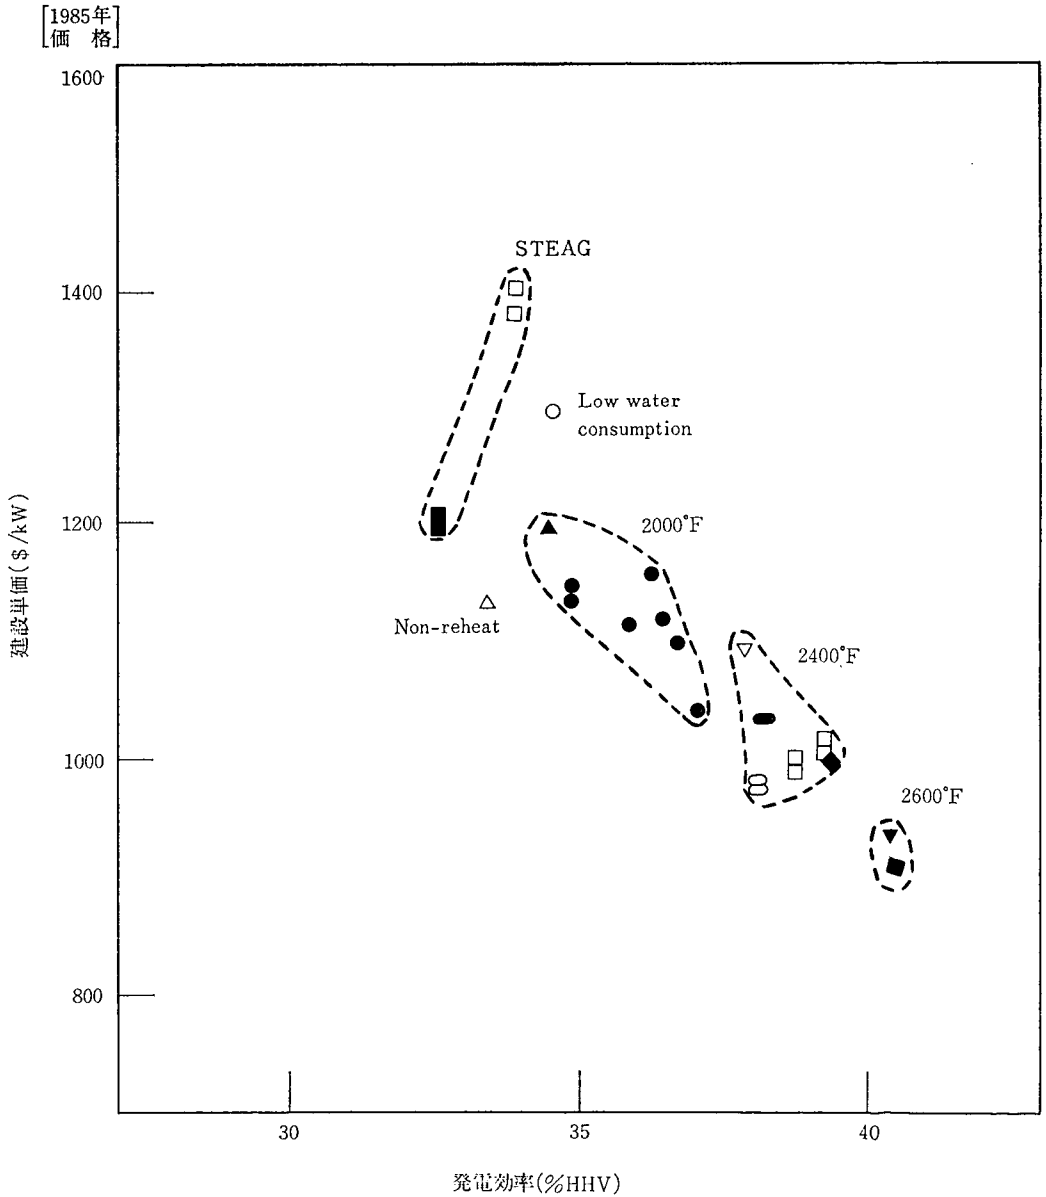 [1985年
価 格]
1600
STEAG
1400
Low water
consumption
1200
2000°F
建設単価($/kW)
Non-reheat
2400°F
1000
2600°F
800
30 35 40
発電効率(%HHV)